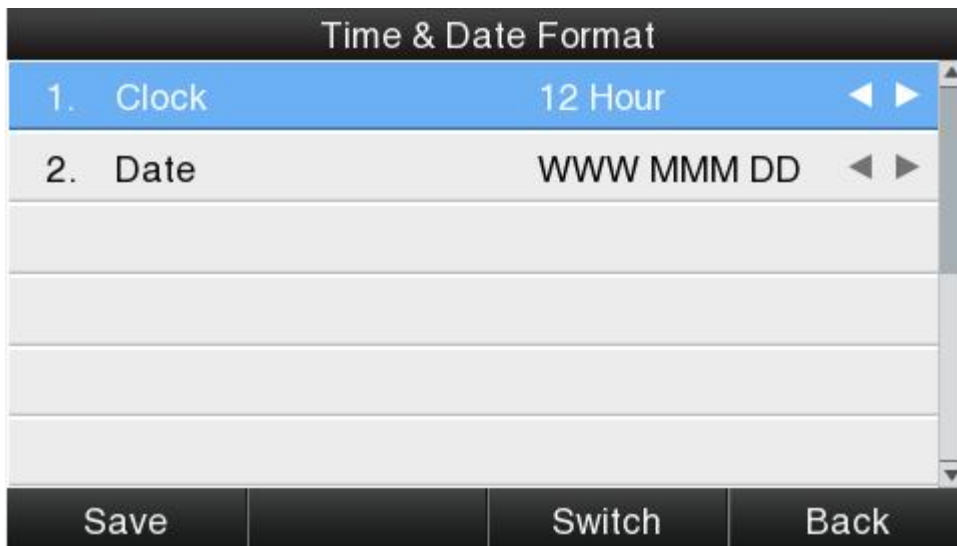 Time & Date Format
1. Clock 12 Hour
2. Date WWW MMM DD
Save Switch Back